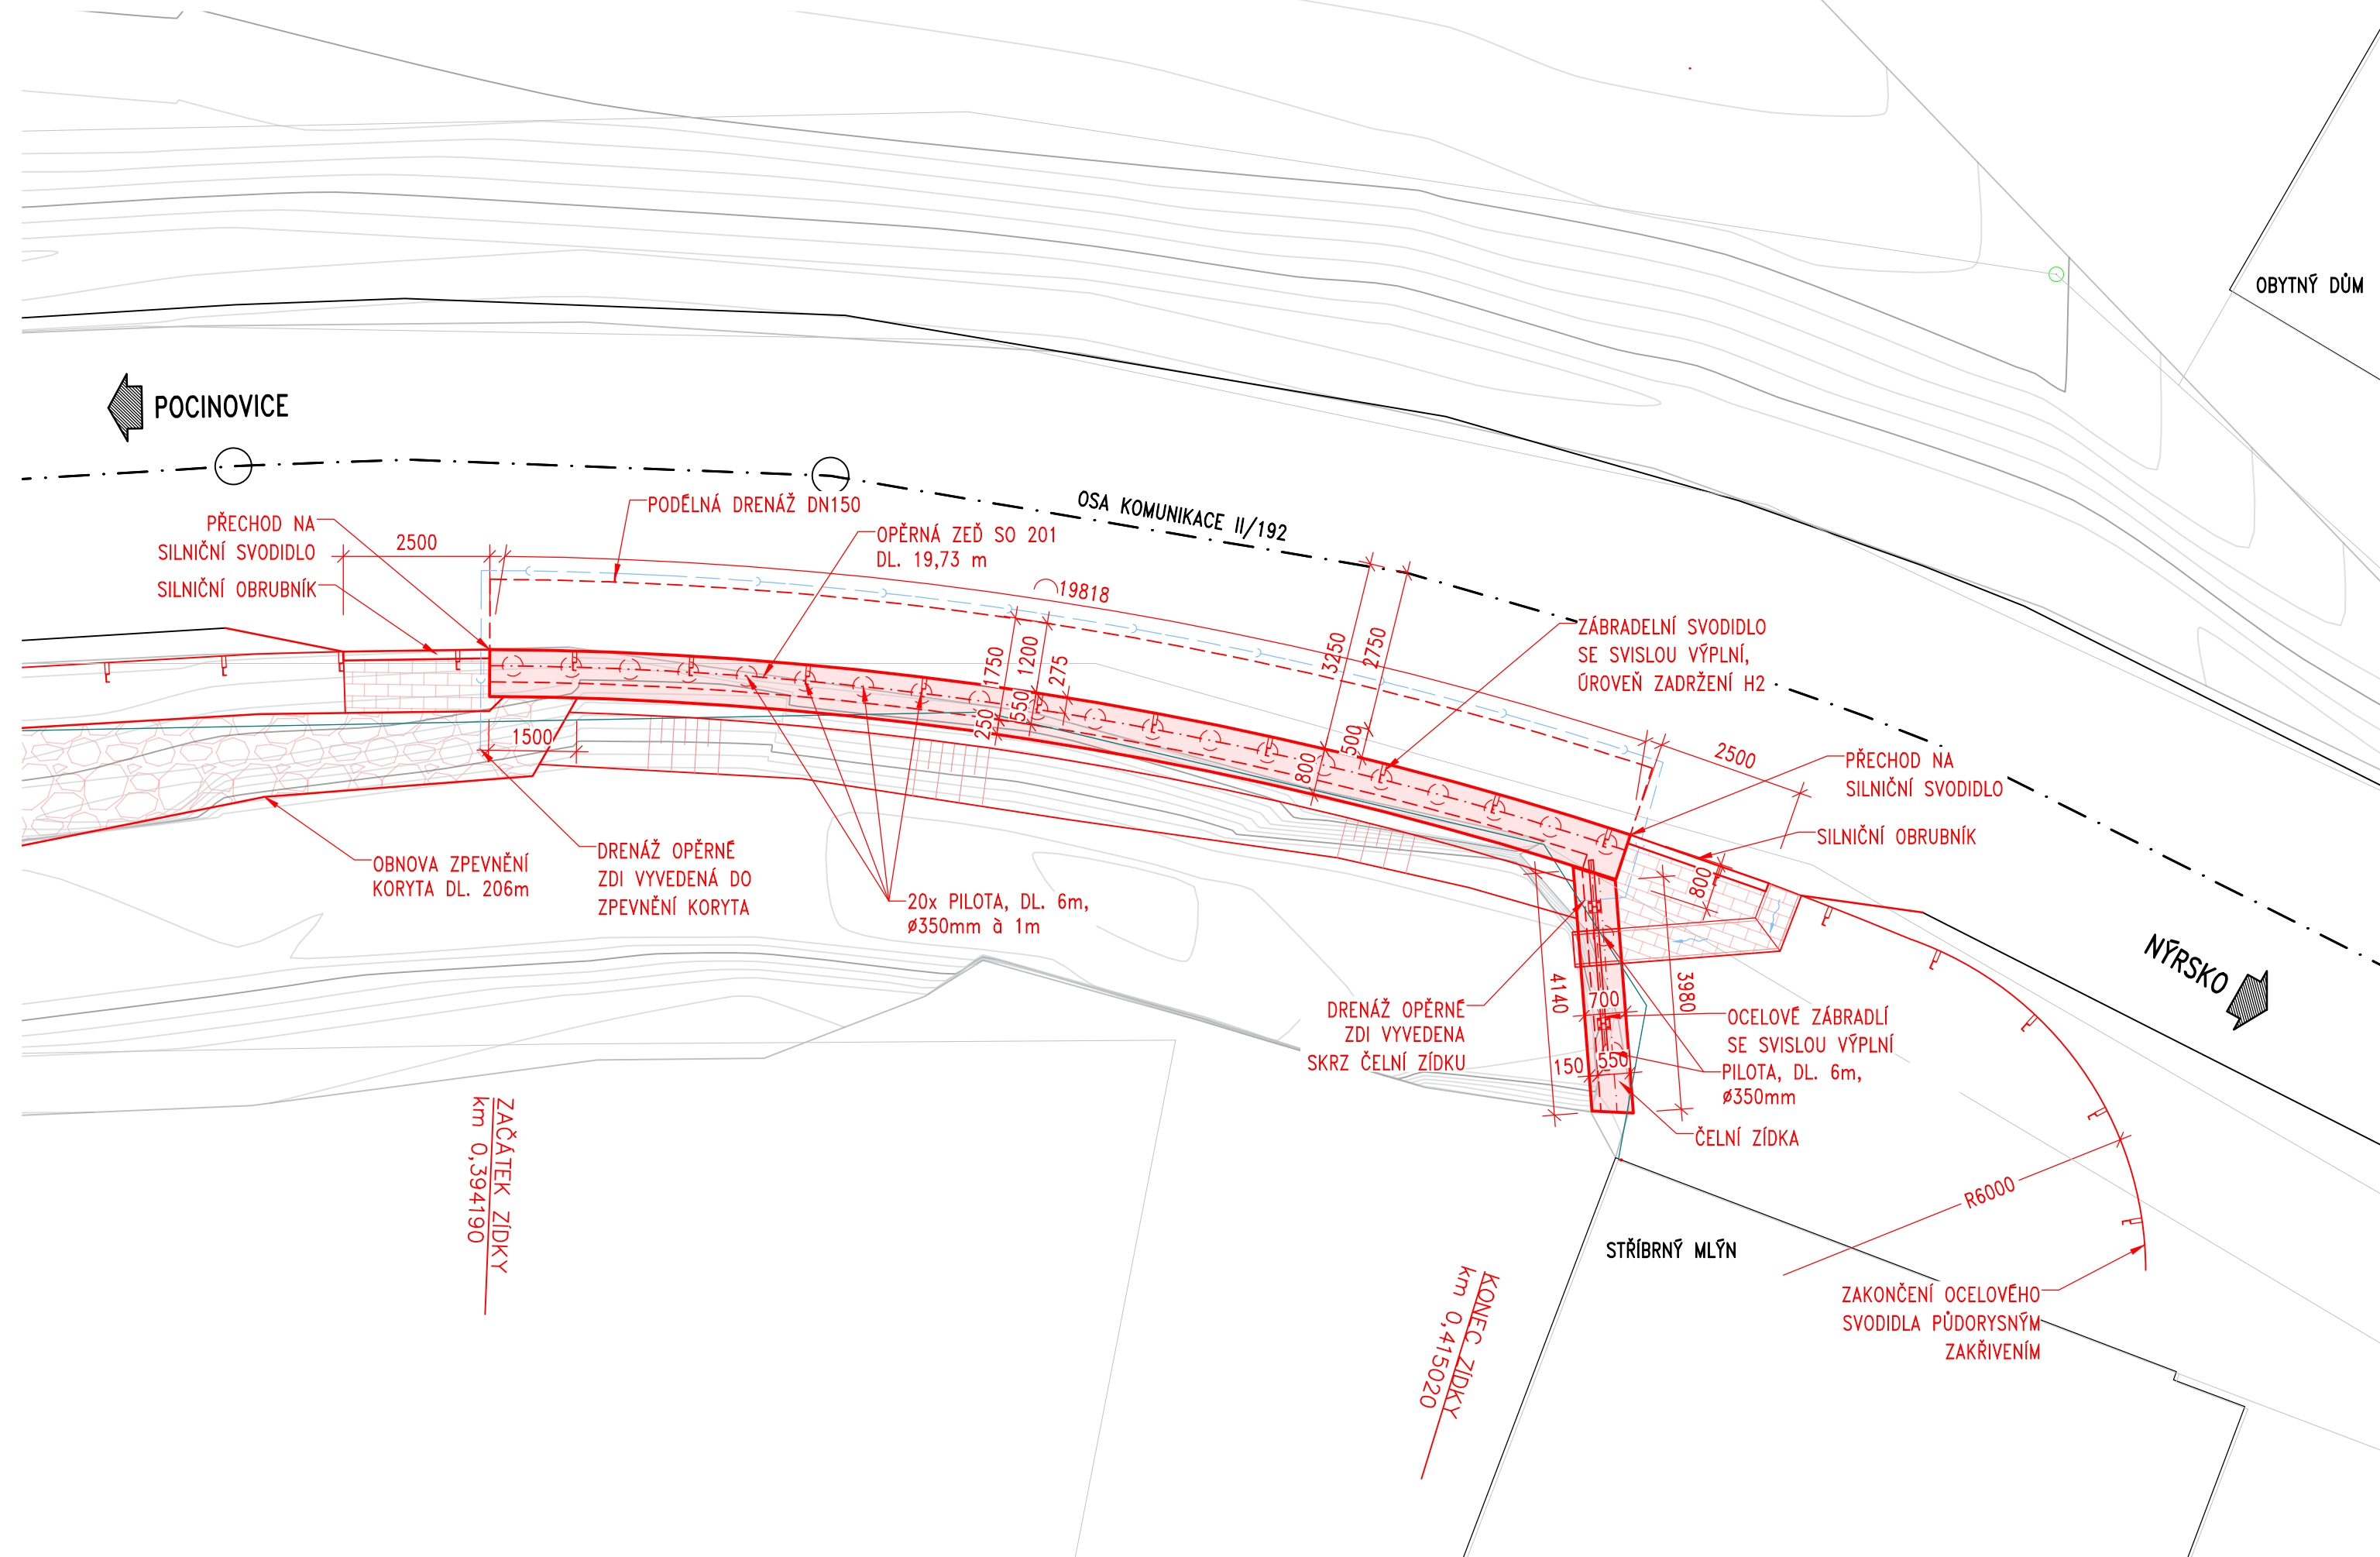 OBYTNÝ DŮM
POCINOVICE
OSA KOMUNIKACE II/192
PODÉLNÁ DRENÁŽ DN150
PŘECHOD NA
SILNIČNÍ SVODIDLO
SILNIČNÍ OBRUBNÍK
2500
OPĚRNÁ ZEĎ SO 201
DL. 19,73 m
19818
1750
1200
275
250
550
3250
2750
500
800
ZÁBRADELNÍ SVODIDLO
SE SVISLOU VÝPLNÍ,
ÚROVEŇ ZADRŽENÍ H2
2500
PŘECHOD NA
SILNIČNÍ SVODIDLO
SILNIČNÍ OBRUBNÍK
800
1500
OBNOVA ZPEVNĚNÍ
KORYTA DL. 206m
DRENÁŽ OPĚRNÉ
ZDI VYVEDENÁ DO
ZPEVNĚNÍ KORYTA
20x PILOTA, DL. 6m,
ø350mm à 1m
NÝRSKO
DRENÁŽ OPĚRNÉ
ZDI VYVEDENA
SKRZ ČELNÍ ZÍDKU
4140
700
3980
150
550
OCELOVÉ ZÁBRADLÍ
SE SVISLOU VÝPLNÍ
PILOTA, DL. 6m,
ø350mm
ČELNÍ ZÍDKA
ZAČÁTEK ZÍDKY
km 0,394190
R6000
STŘÍBRNÝ MLÝN
KONEC ZÍDKY
km 0,415020
ZAKONČENÍ OCELOVÉHO
SVODIDLA PŮDORYSNÝM
ZAKŘIVENÍM